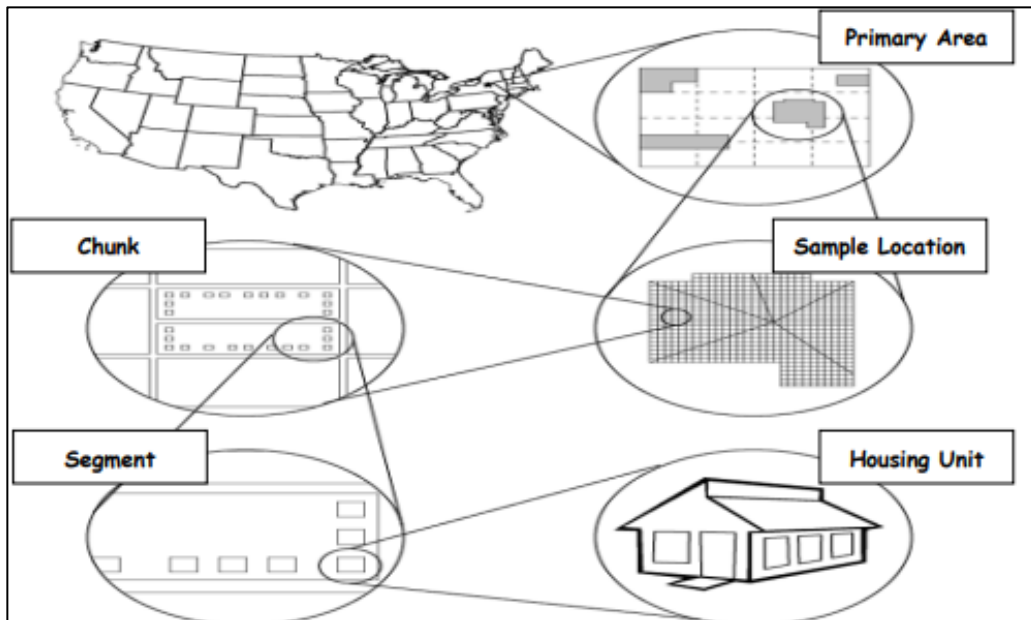 Primary Area
Chunk
Sample Location
Segment
Housing Unit